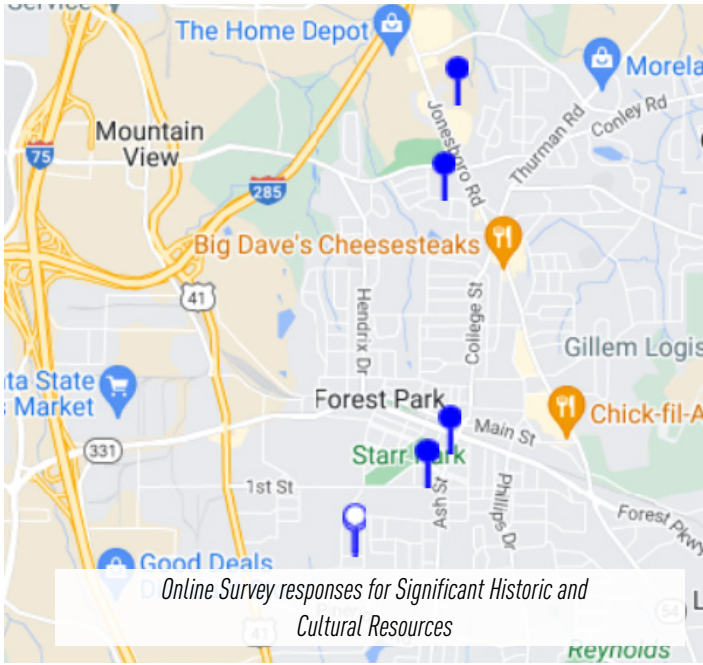 Service
The Home Depot
Morela
Jonesboro Rd
Thurman Rd
Conley Rd
Mountain
View
75
285
Big Dave's Cheesesteaks
41
Hendrix Dr
College St
Gillem Logis
ta State
s Market
Forest Park
Chick-fil-A
Main St
331
Starr Park
1st St
Ash St
Phillips Dr
Forest Pkwy
Good Deals
Online Survey responses for Significant Historic and
Cultural Resources
54
41
Reynolds